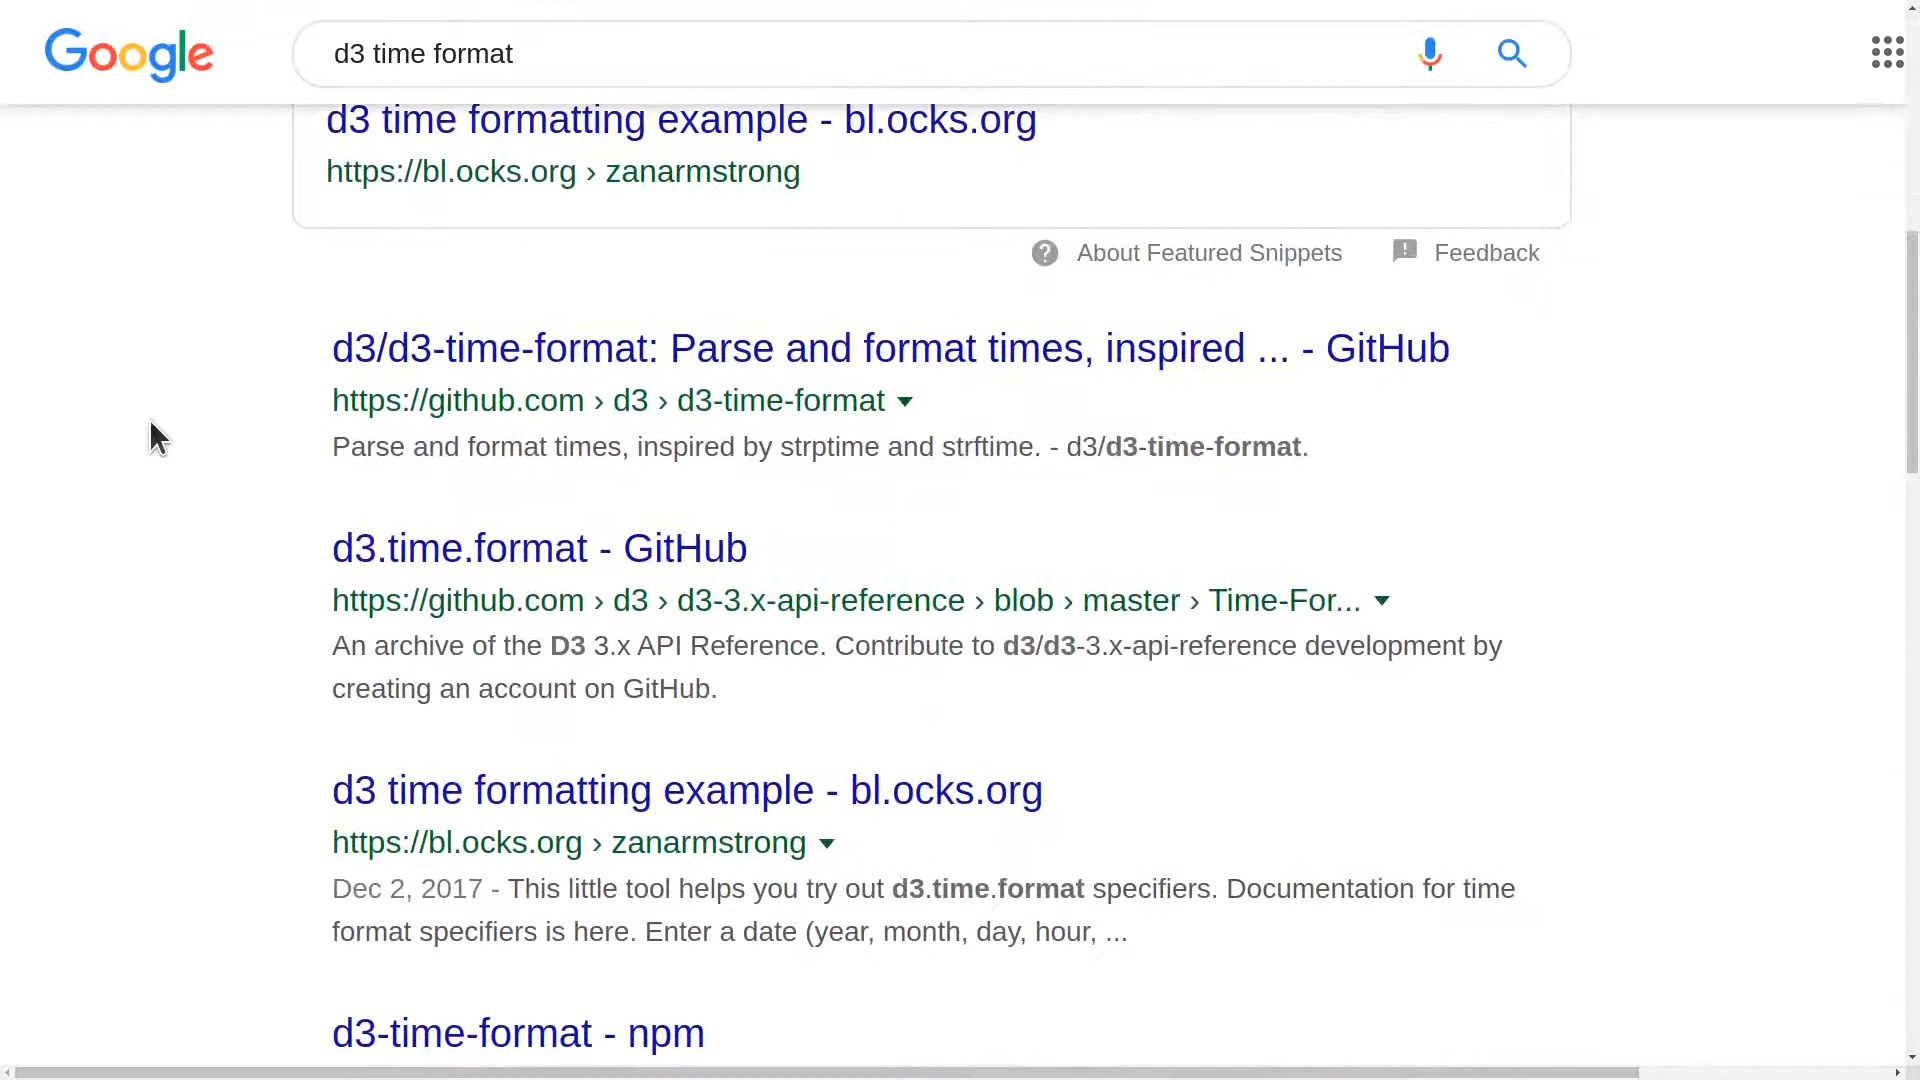 Google
d3 time format
d3 time formatting example - bl.ocks.org
https://bl.ocks.org › zanarmstrong
About Featured Snippets
Feedback
d3/d3-time-format: Parse and format times, inspired ... - GitHub
https://github.com › d3 › d3-time-format
Parse and format times, inspired by strptime and strftime. - d3/d3-time-format.
d3.time.format - GitHub
https://github.com › d3 › d3-3.x-api-reference › blob › master › Time-For...
An archive of the D3 3.x API Reference. Contribute to d3/d3-3.x-api-reference development by
creating an account on GitHub.
d3 time formatting example - bl.ocks.org
https://bl.ocks.org › zanarmstrong
Dec 2, 2017 - This little tool helps you try out d3.time.format specifiers. Documentation for time
format specifiers is here. Enter a date (year, month, day, hour, ...
d3-time-format - npm